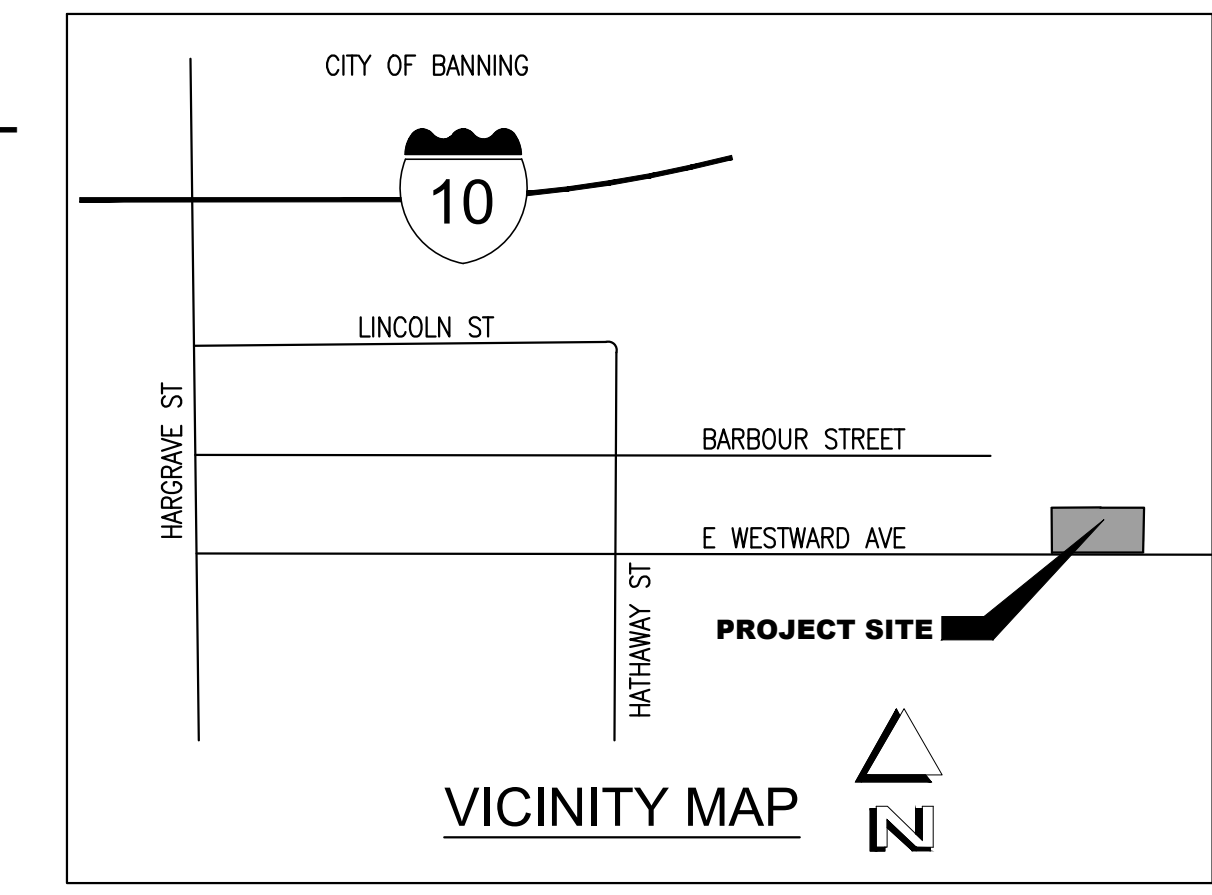 CITY OF BANNING
10
LINCOLN ST
HARGRAVE ST
BARBOUR STREET
E WESTWARD AVE
HATHAWAY ST
PROJECT SITE
VICINITY MAP
N